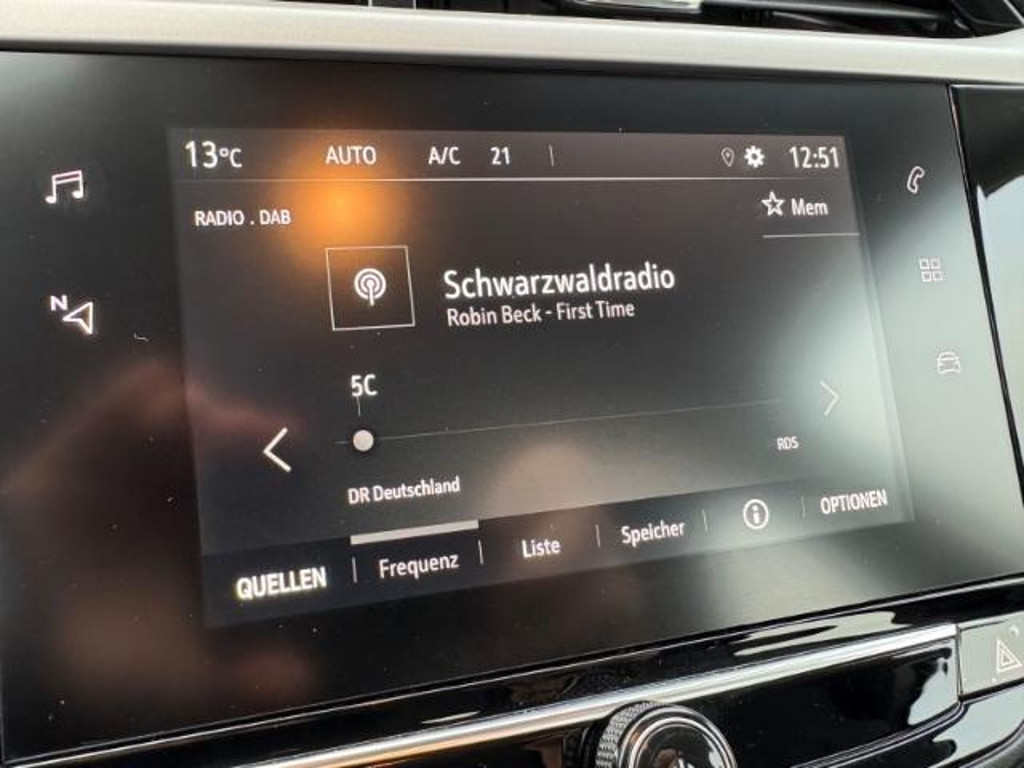 13°C AUTO A/C 21 12:51
RADIO . DAB
Mem
Schwarzwaldradio
Robin Beck - First Time
N
5C
RDS
DR Deutschland
QUELLEN Frequenz Liste Speicher OPTIONEN